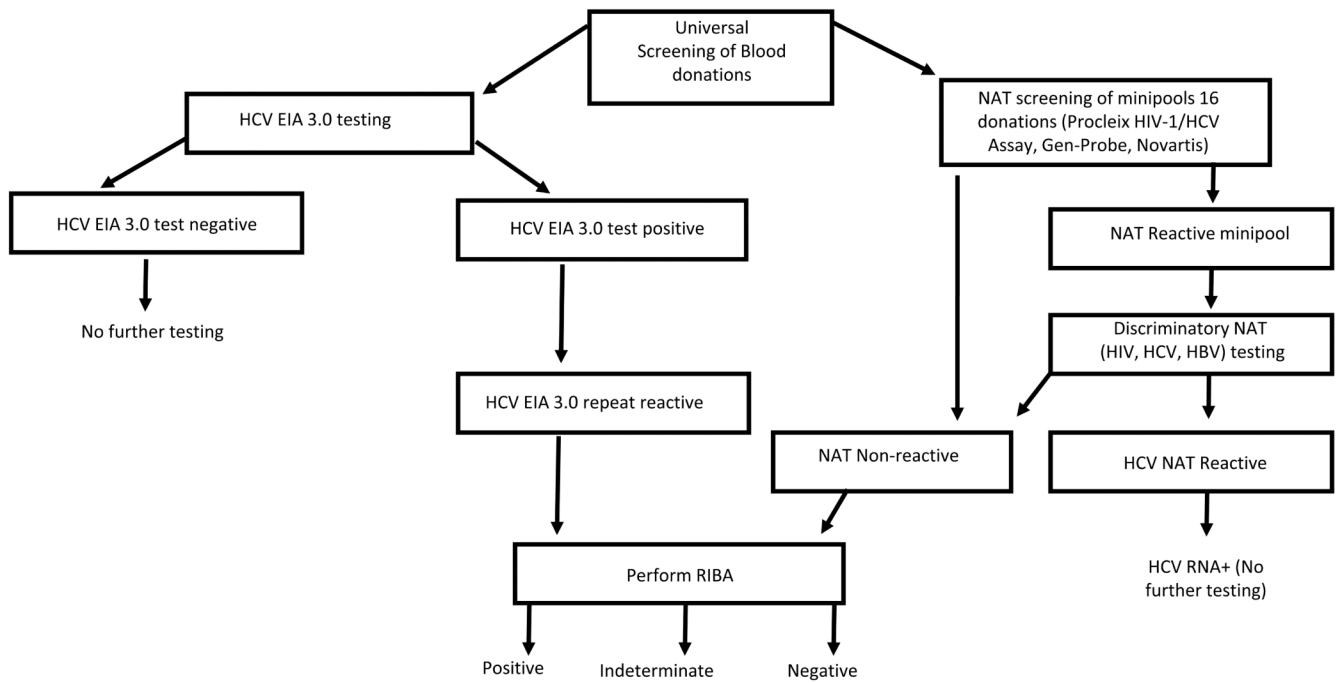 Universal
Screening of Blood
donations
HCV EIA 3.0 testing
NAT screening of minipools 16
donations (Procleix HIV-1/HCV
Assay, Gen-Probe, Novartis)
HCV EIA 3.0 test negative
HCV EIA 3.0 test positive
NAT Reactive minipool
No further testing
Discriminatory NAT
(HIV, HCV, HBV) testing
HCV EIA 3.0 repeat reactive
NAT Non-reactive
HCV NAT Reactive
Perform RIBA
HCV RNA+ (No
further testing)
Positive
Indeterminate
Negative